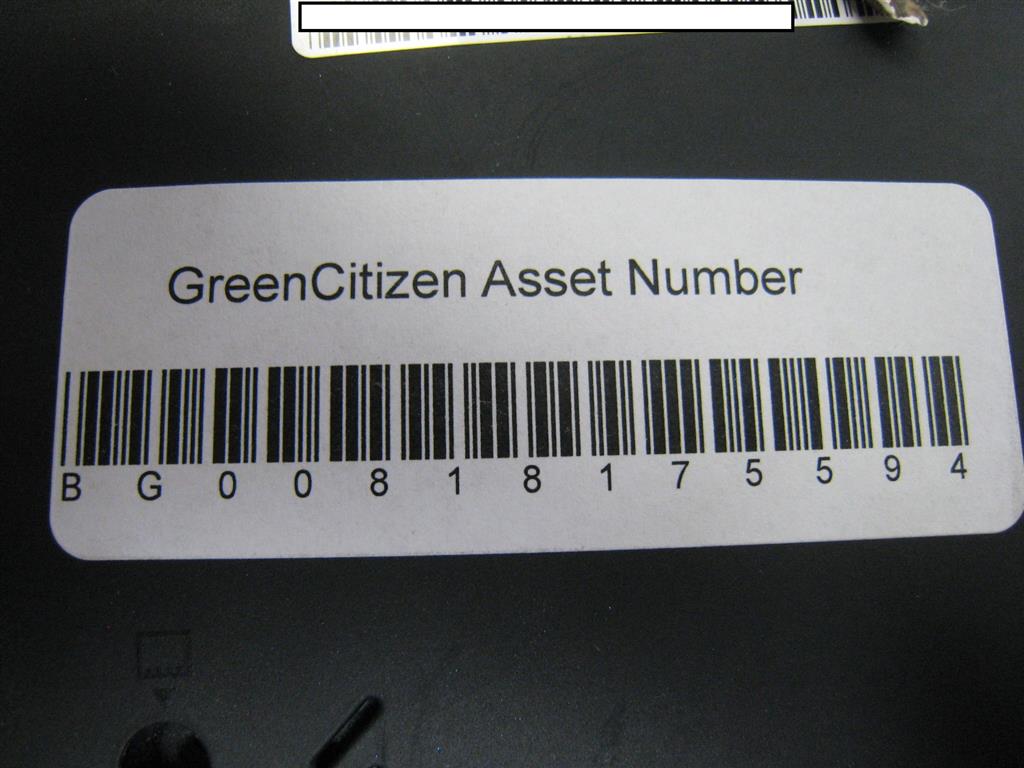 GreenCitizen Asset Number
B G 0 0 8 1 8 1 7 5 5 9 4